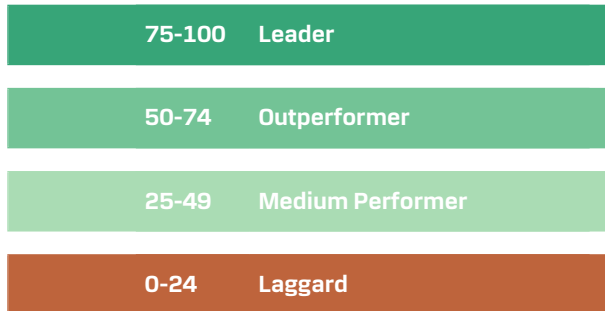 75-100 Leader
50-74 Outperformer
25-49 Medium Performer
0-24 Laggard